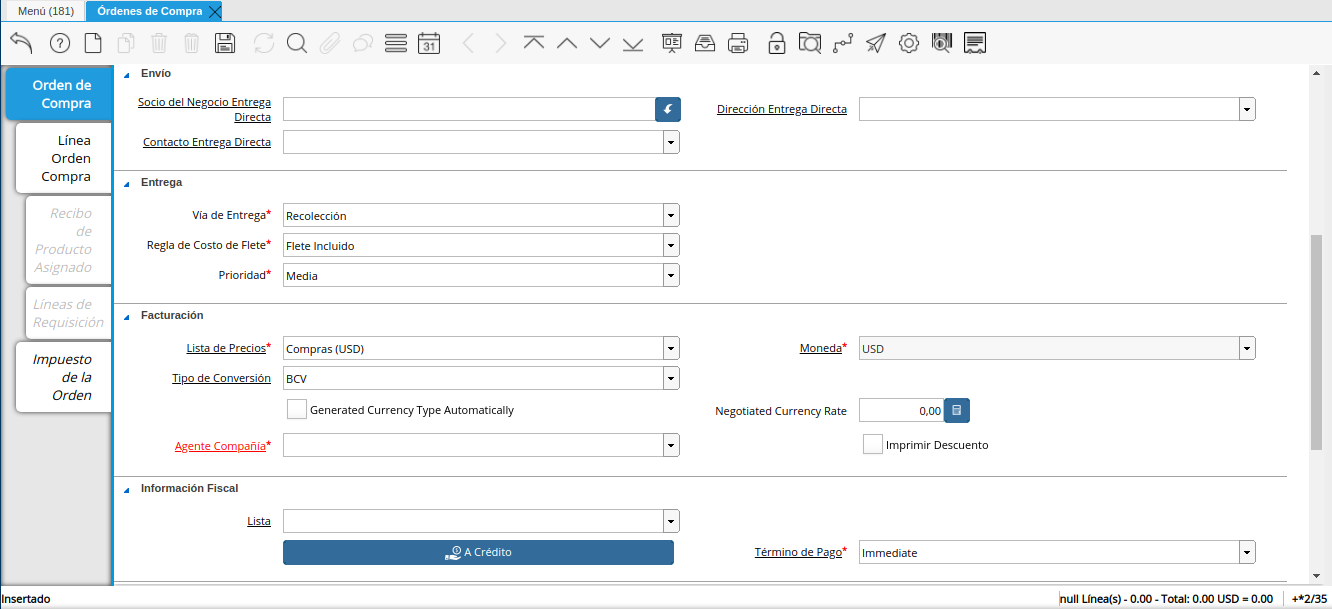 Menú (181)
Órdenes de Compra
31
Orden de
Compra
Línea
Orden
Compra
Recibo
de
Producto
Asignado
Líneas de
Requisición
Impuesto
de la
Orden
Envío
Socio del Negocio Entrega
Directa
Dirección Entrega Directa
Contacto Entrega Directa
Entrega
Vía de Entrega* Recolección
Regla de Costo de Flete* Flete Incluido
Prioridad* Media
Facturación
Lista de Precios* Compras (USD)
Moneda* USD
Tipo de Conversión BCV
Generated Currency Type Automatically
Negotiated Currency Rate 0,00
Agente Compañía*
Imprimir Descuento
Información Fiscal
Lista
A Crédito
Término de Pago* Immediate
Insertado
null Línea(s) - 0.00 - Total: 0.00 USD = 0.00
+*2/35